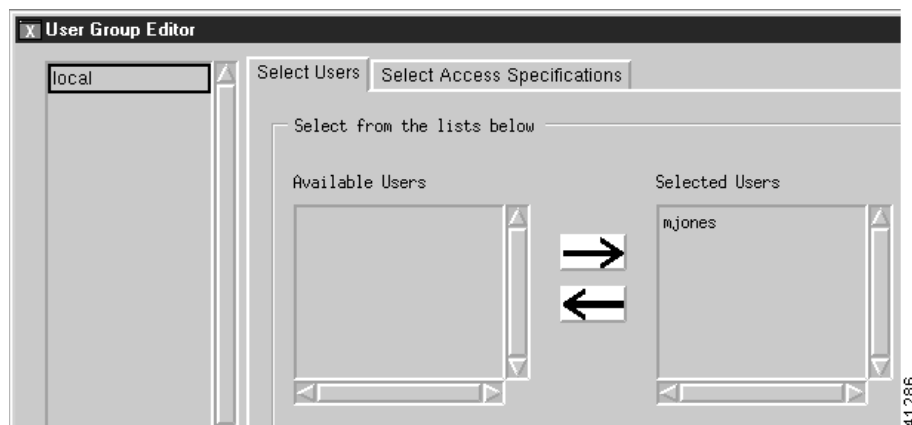 X User Group Editor
local
Select Users
Select Access Specifications
Select from the lists below
Available Users
Selected Users
mjones
41286